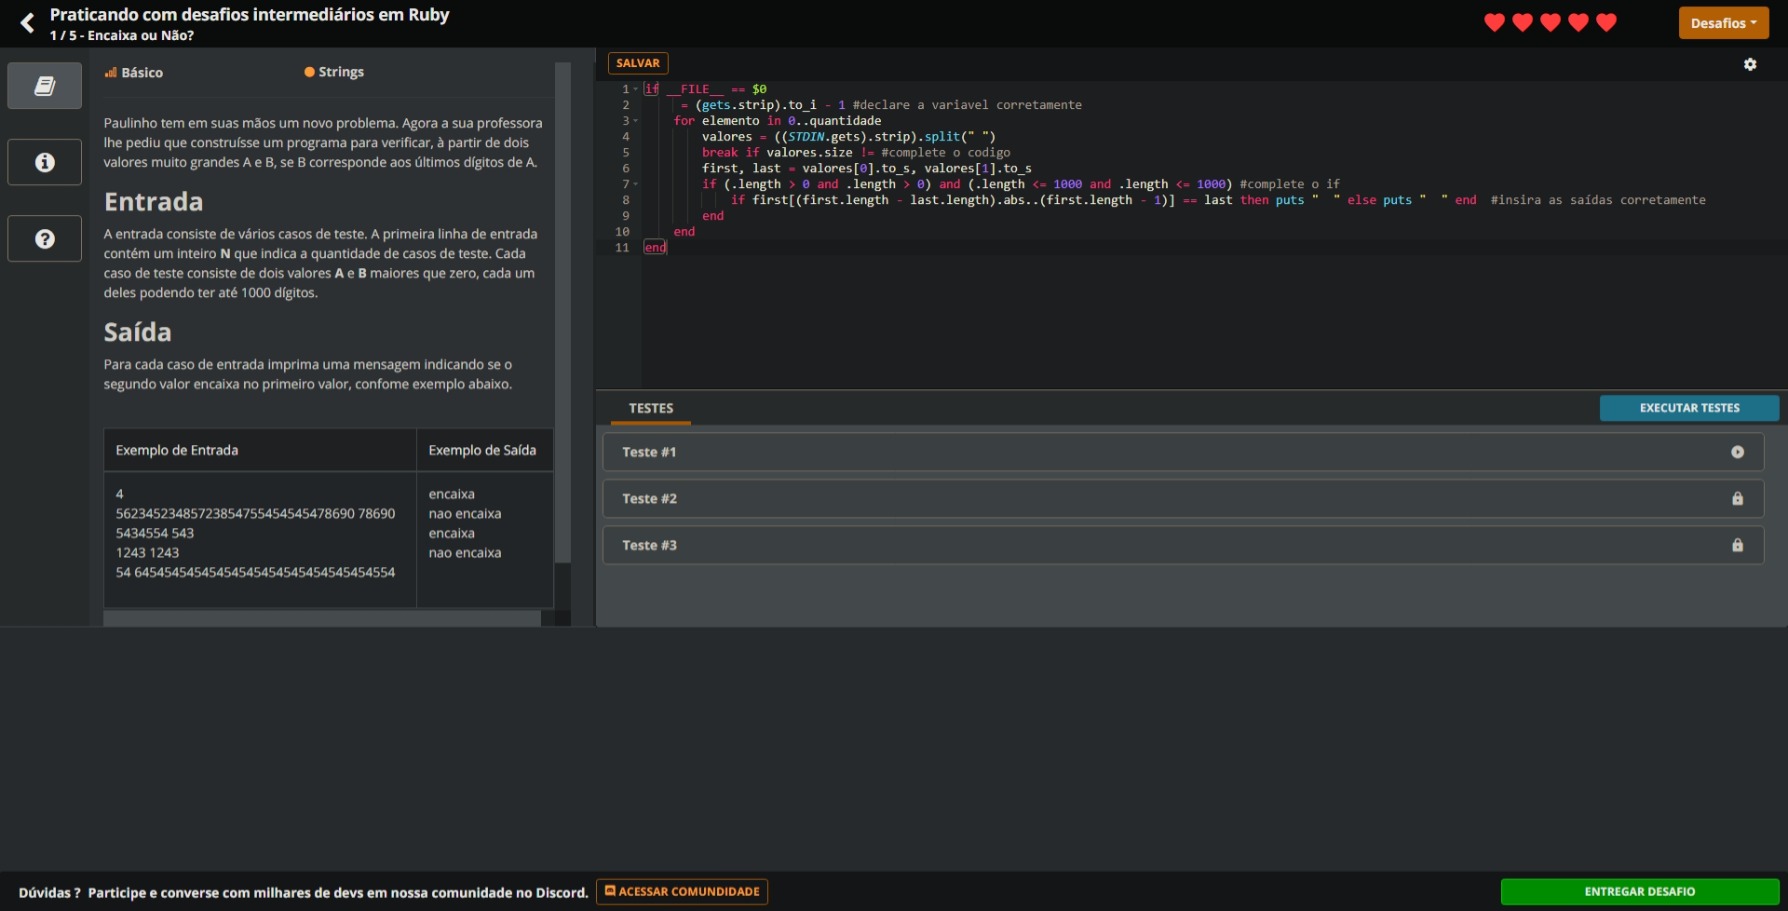 Praticando com desafios intermediários em Ruby
1 / 5 - Encaixa ou Não?
Desafios
Básico
Strings
Paulinho tem em suas mãos um novo problema. Agora a sua professora
lhe pediu que construísse um programa para verificar, à partir de dois
valores muito grandes A e B, se B corresponde aos últimos dígitos de A.
Entrada
A entrada consiste de vários casos de teste. A primeira linha de entrada
contém um inteiro N que indica a quantidade de casos de teste. Cada
caso de teste consiste de dois valores A e B maiores que zero, cada um
deles podendo ter até 1000 dígitos.
Saída
Para cada caso de entrada imprima uma mensagem indicando se o
segundo valor encaixa no primeiro valor, confome exemplo abaixo.
Exemplo de Entrada
4
56234523485723854755454545478690 78690
5434554 543
1243 1243
54 64545454545454545454545454545454554
Exemplo de Saída
encaixa
nao encaixa
encaixa
nao encaixa
SALVAR
1 if __FILE__ == $0
2 = (gets.strip).to_i - 1 #declare a variavel corretamente
3 for elemento in 0..quantidade
4 valores = ((STDIN.gets).strip).split(" ")
5 break if valores.size != #complete o codigo
6 first, last = valores[0].to_s, valores[1].to_s
7 if (.length > 0 and .length > 0) and (.length <= 1000 and .length <= 1000) #complete o if
8 if first[(first.length - last.length).abs..(first.length - 1)] == last then puts "  " else puts "  " end  #insira as saídas corretamente
9 end
10 end
11 end
TESTES
EXECUTAR TESTES
Teste #1
Teste #2
Teste #3
Dúvidas ? Participe e converse com milhares de devs em nossa comunidade no Discord.
ACESSAR COMUNDIDADE
ENTREGAR DESAFIO